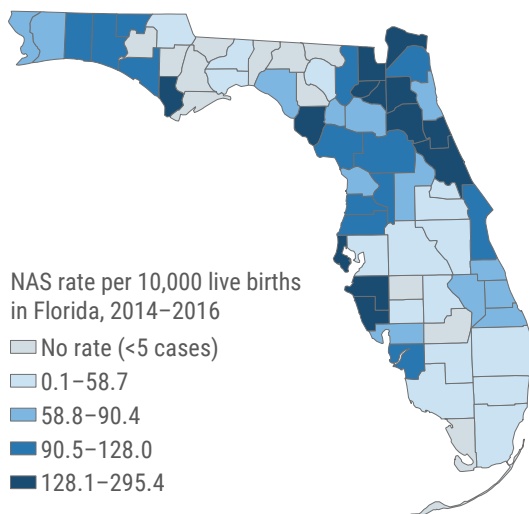 NAS rate per 10,000 live births
in Florida, 2014–2016
No rate (<5 cases)
0.1–58.7
58.8–90.4
90.5–128.0
128.1–295.4